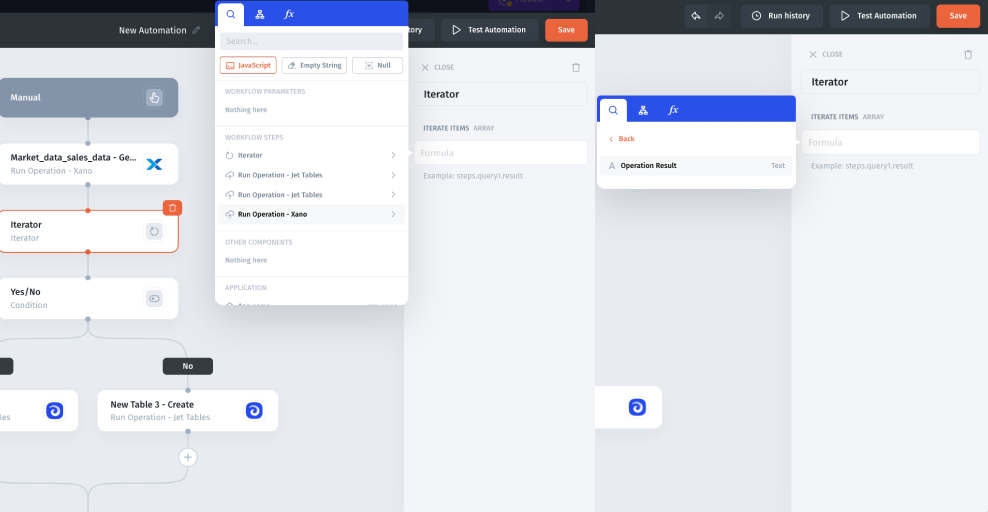 New Automation
Preview
fx
tory
Test Automation
Save
Search...
JavaScript
Empty String
Null
WORKFLOW PARAMETERS
Nothing here
WORKFLOW STEPS
Iterator
Run Operation - Jet Tables
Run Operation - Jet Tables
Run Operation - Xano
OTHER COMPONENTS
Nothing here
APPLICATION
Manual
Market_data_sales_data - Ge...
Run Operation - Xano
Iterator
Iterator
Yes/No
Condition
No
les
New Table 3 - Create
Run Operation - Jet Tables
CLOSE
Iterator
ITERATE ITEMS ARRAY
Formula
Example: steps.query1.result
Run history
Test Automation
Save
fx
Back
Operation Result
Text
CLOSE
Iterator
ITERATE ITEMS ARRAY
Formula
Example: steps.query1.result